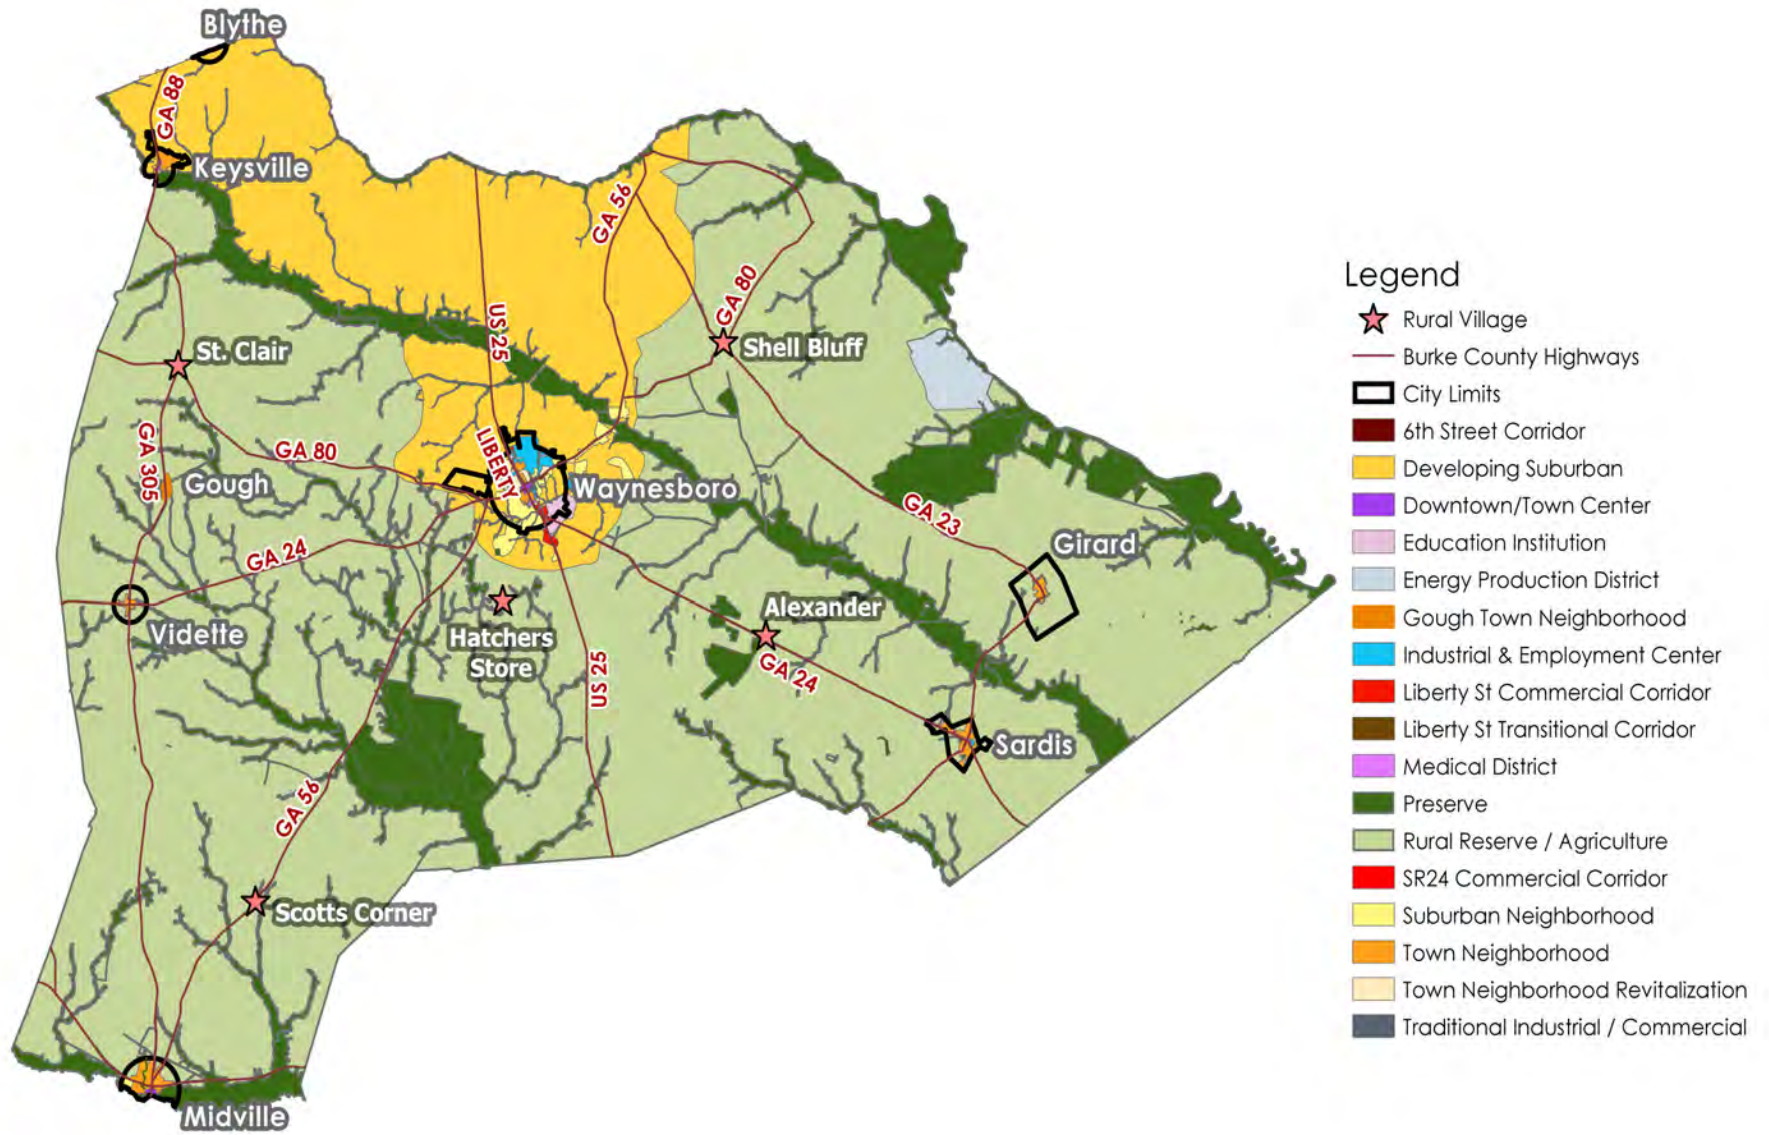 Blythe
GA 88
Keysville
GA 56
GA 80
US 25
St. Clair
Shell Bluff
GA 305
GA 80
LIBERTY
Gough
Waynesboro
GA 23
GA 24
Girard
Vidette
Hatchers
Store
Alexander
GA 24
US 25
Sardis
GA 56
Scotts Corner
Midville
Legend
Rural Village
Burke County Highways
City Limits
6th Street Corridor
Developing Suburban
Downtown/Town Center
Education Institution
Energy Production District
Gough Town Neighborhood
Industrial & Employment Center
Liberty St Commercial Corridor
Liberty St Transitional Corridor
Medical District
Preserve
Rural Reserve / Agriculture
SR24 Commercial Corridor
Suburban Neighborhood
Town Neighborhood
Town Neighborhood Revitalization
Traditional Industrial / Commercial